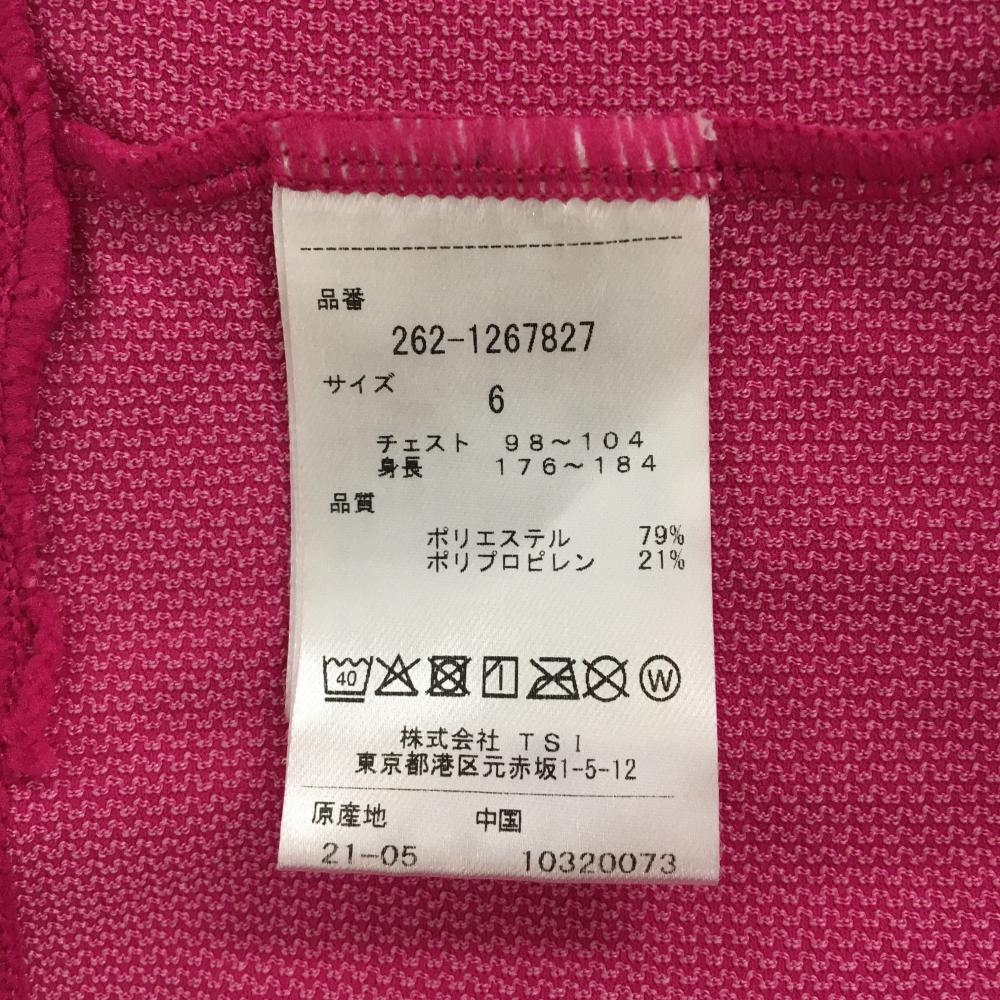 品番
262-1267827
サイズ
6
チェスト 98~104
身長 176~184
品質
ポリエステル 79%
ポリプロピレン 21%
40 W
株式会社 TSI
東京都港区元赤坂1-5-12
原産地 中国
21-05 10320073